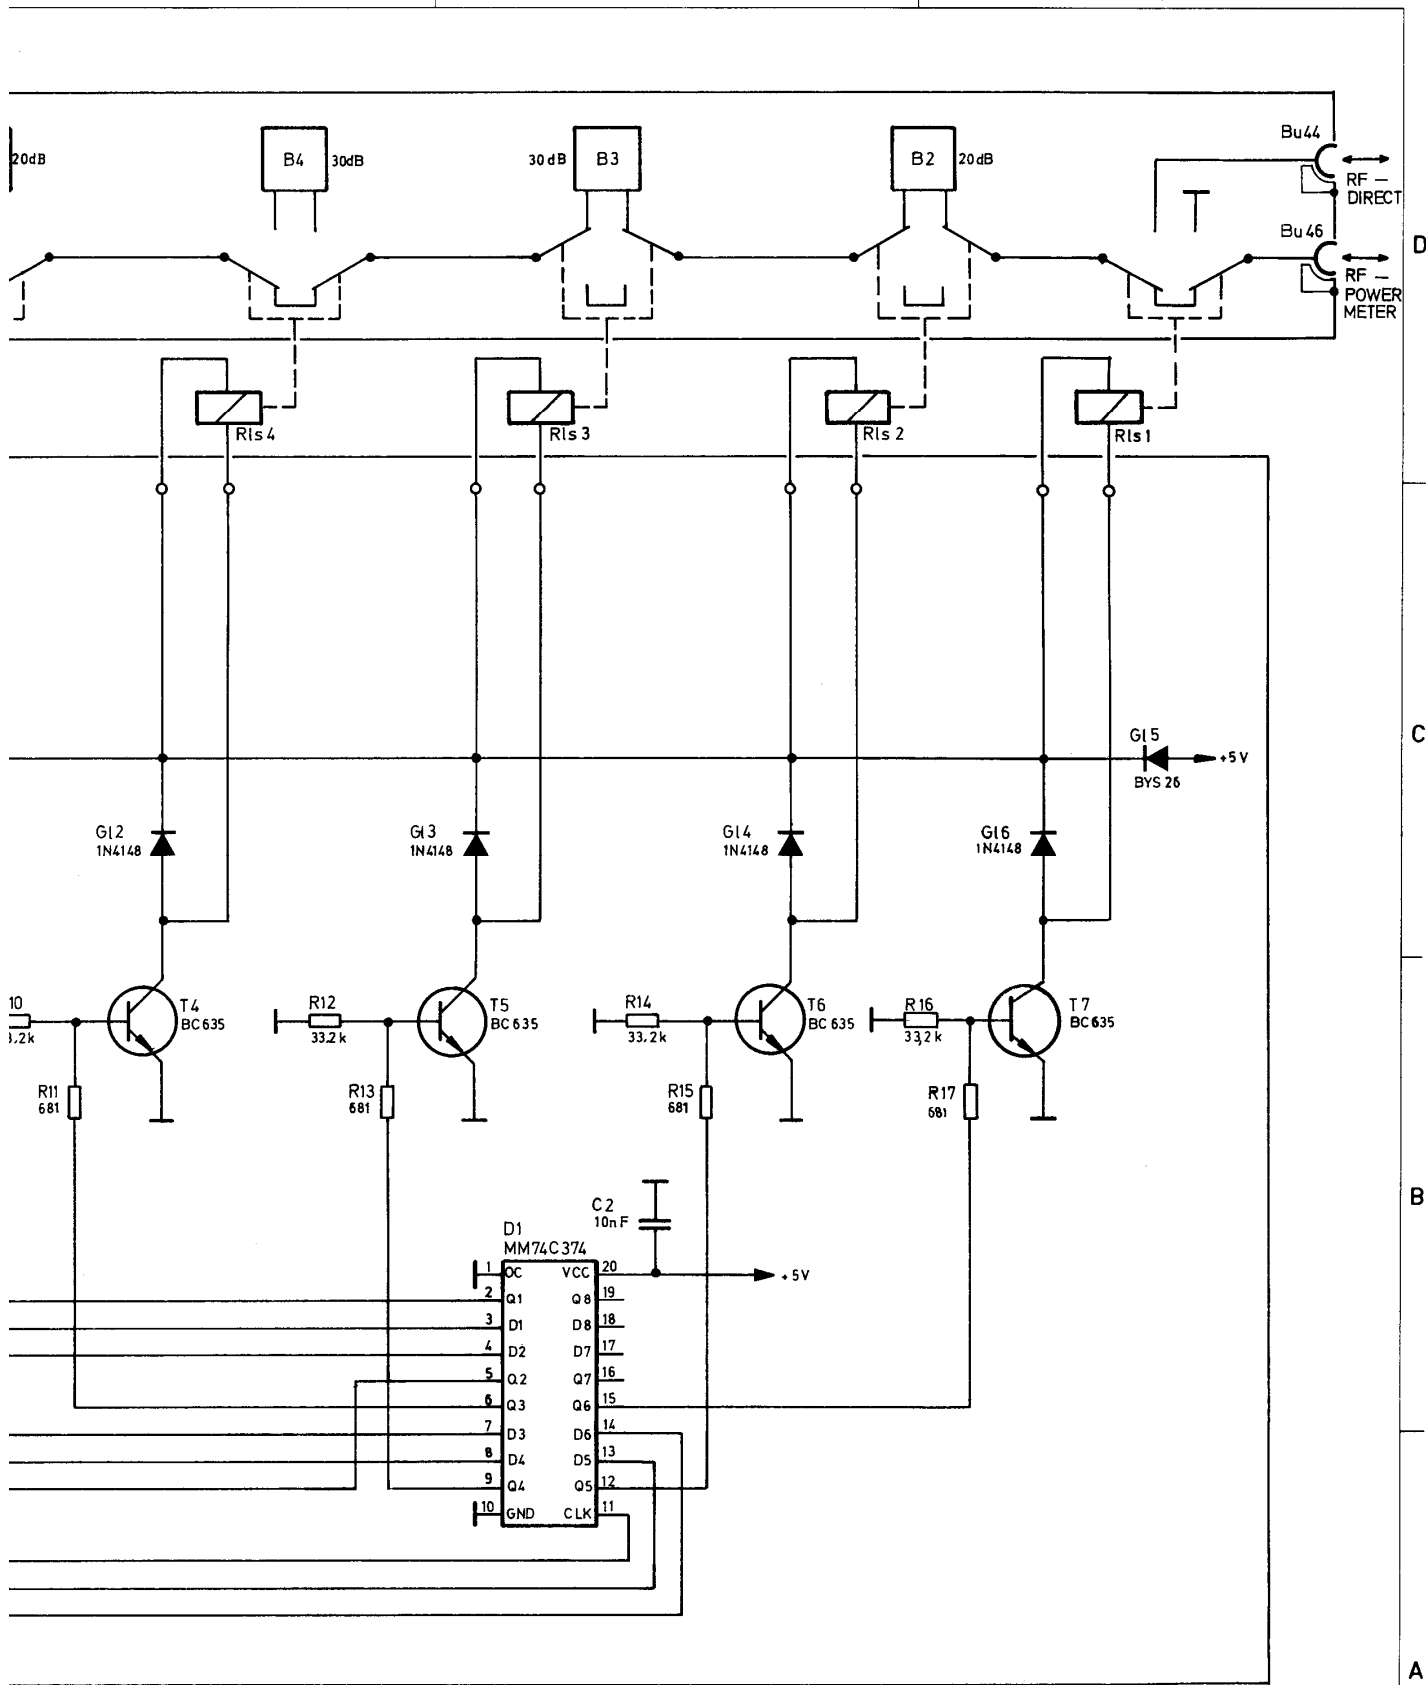 Bu44
20dB
B4
30dB
30dB
B3
B2
20dB
RF –
DIRECT
Bu46
D
RF –
POWER
METER
Rls4
Rls3
Rls2
Rls1
C
Gl5
+5V
BYS 26
Gl2
1N4148
Gl3
1N4148
Gl4
1N4148
Gl6
1N4148
10
T4
BC635
R12
33.2k
T5
BC635
R14
33,2k
T6
BC635
R16
33,2k
T7
BC635
3,2k
R11
681
R13
681
R15
681
R17
681
B
C2
10nF
D1
MM74C374
1 OC VCC 20
+5V
2 Q1 Q8 19
3 D1 D8 18
4 D2 D7 17
5 Q2 Q7 16
6 Q3 Q6 15
7 D3 D6 14
8 D4 D5 13
9 Q4 Q5 12
10 GND CLK 11
A